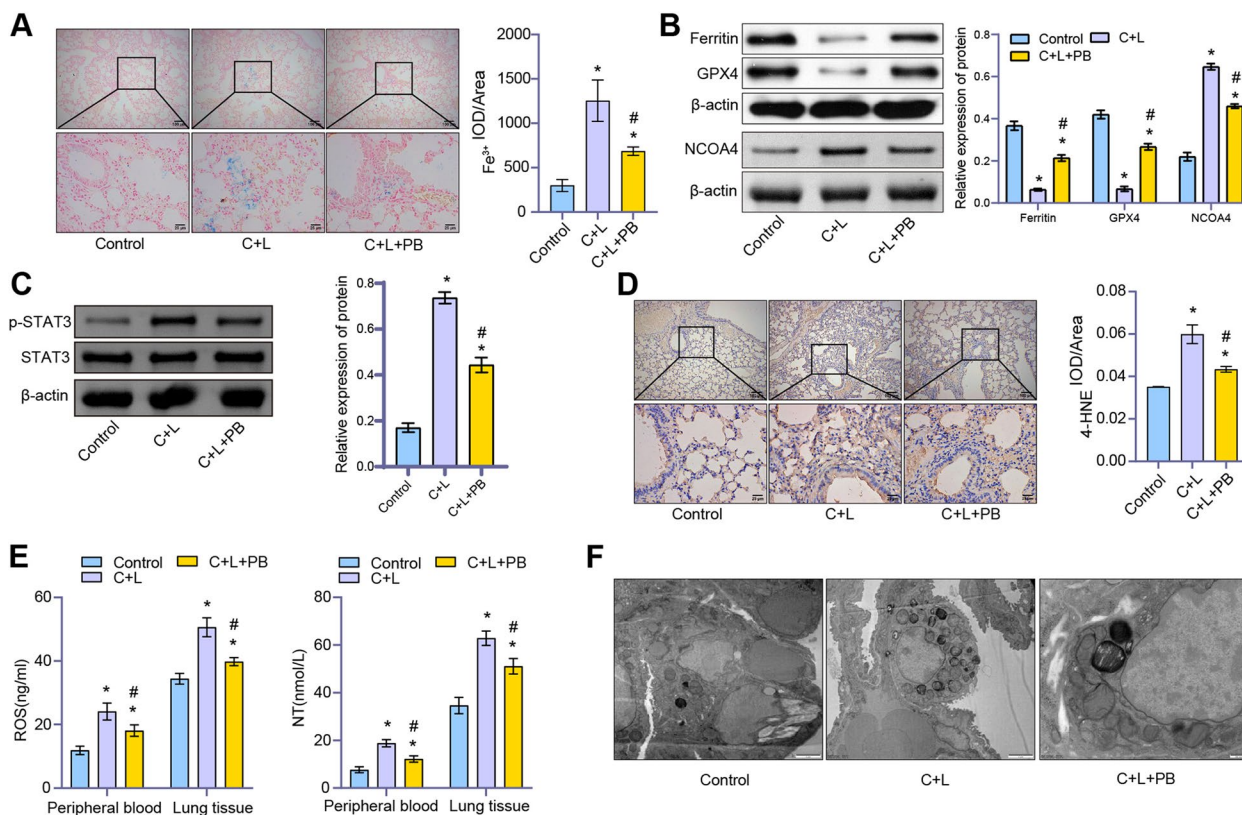 A
Control
C+L
C+L+PB
Fe³⁺ IOD/Area
1500
1000
500
0
Control
C+L
C+L+PB
*
#
*
B
Ferritin
GPX4
β-actin
NCOA4
β-actin
Control
C+L
C+L+PB
Control
C+L
C+L+PB
Relative expression of protein
0.8
0.6
0.4
0.2
0.0
*
#
*
*
#
*
*
#
*
Ferritin
GPX4
NCOA4
C
p-STAT3
STAT3
β-actin
Control
C+L
C+L+PB
Relative expression of protein
0.8
0.6
0.4
0.2
0.0
*
#
*
Control
C+L
C+L+PB
D
Control
C+L
C+L+PB
4-HNE IOD/Area
0.08
0.06
0.04
0.02
0.00
*
#
*
Control
C+L
C+L+PB
E
Control
C+L+PB
C+L
ROS(ng/ml)
60
40
20
0
*
#
*
*
#
*
Peripheral blood
Lung tissue
Control
C+L+PB
C+L
NT(nmol/L)
80
60
40
20
0
*
#
*
*
#
*
Peripheral blood
Lung tissue
F
Control
C+L
C+L+PB